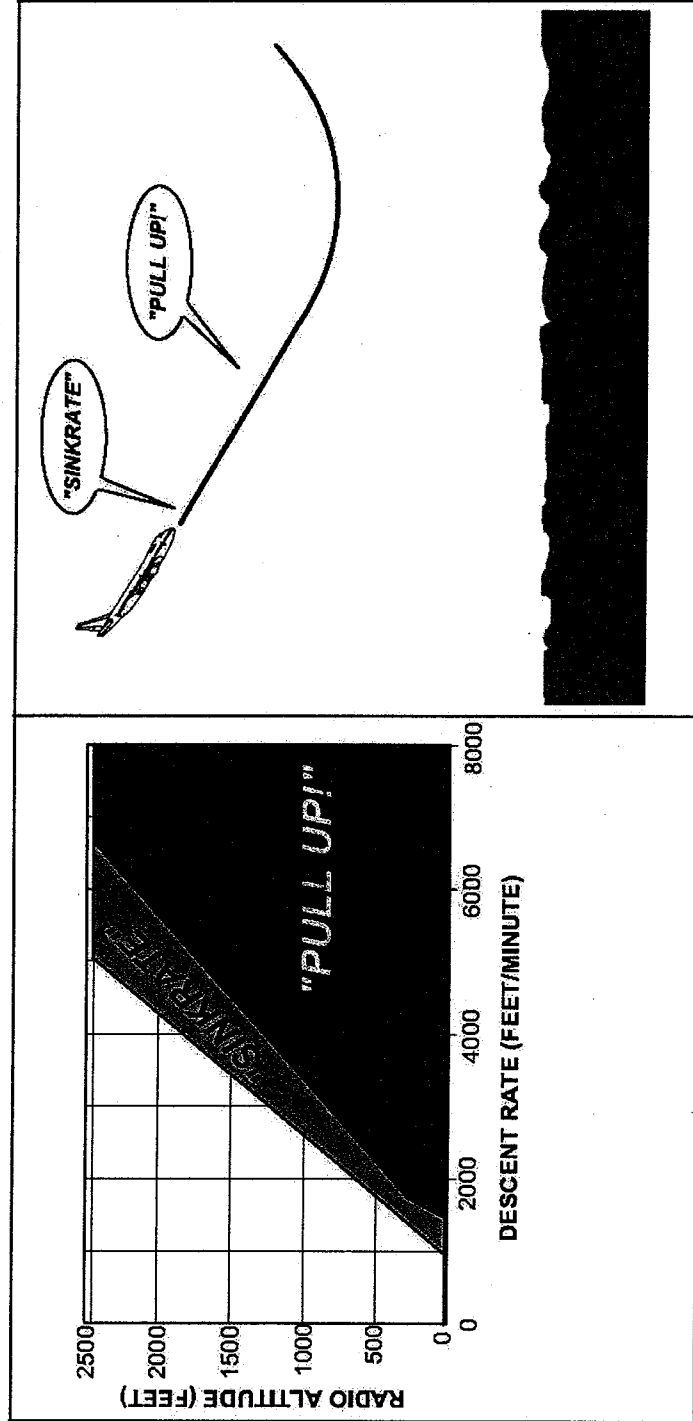 "SINKRATE"
"PULL UP!"
RADIO ALTITUDE (FEET)
2500
2000
1500
1000
500
0
"SINKRATE"
"PULL UP!"
0
2000
4000
6000
8000
DESCENT RATE (FEET/MINUTE)